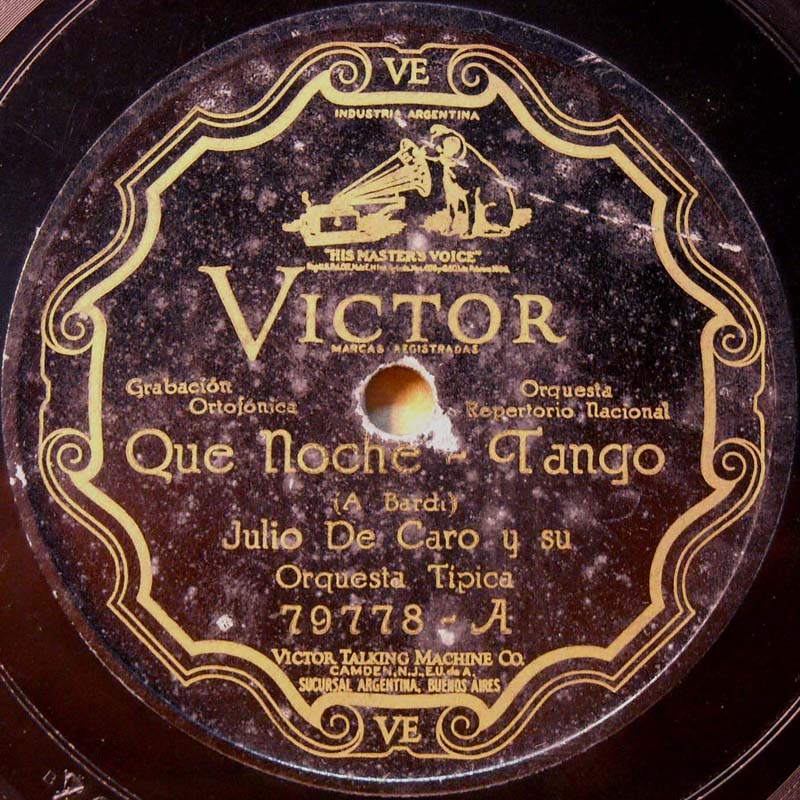 VE
INDUSTRIA ARGENTINA
"HIS MASTER'S VOICE"
VICTOR
MARCAS REGISTRADAS
Grabación Orquesta
Ortofónica Repertorio Nacional
Que Noche - Tango
(A Bardi)
Julio De Caro y su
Orquesta Típica
79778 - A
VICTOR TALKING MACHINE CO.
CAMDEN, N.J., E.U. de A.
SUCURSAL ARGENTINA, BUENOS AIRES
VE